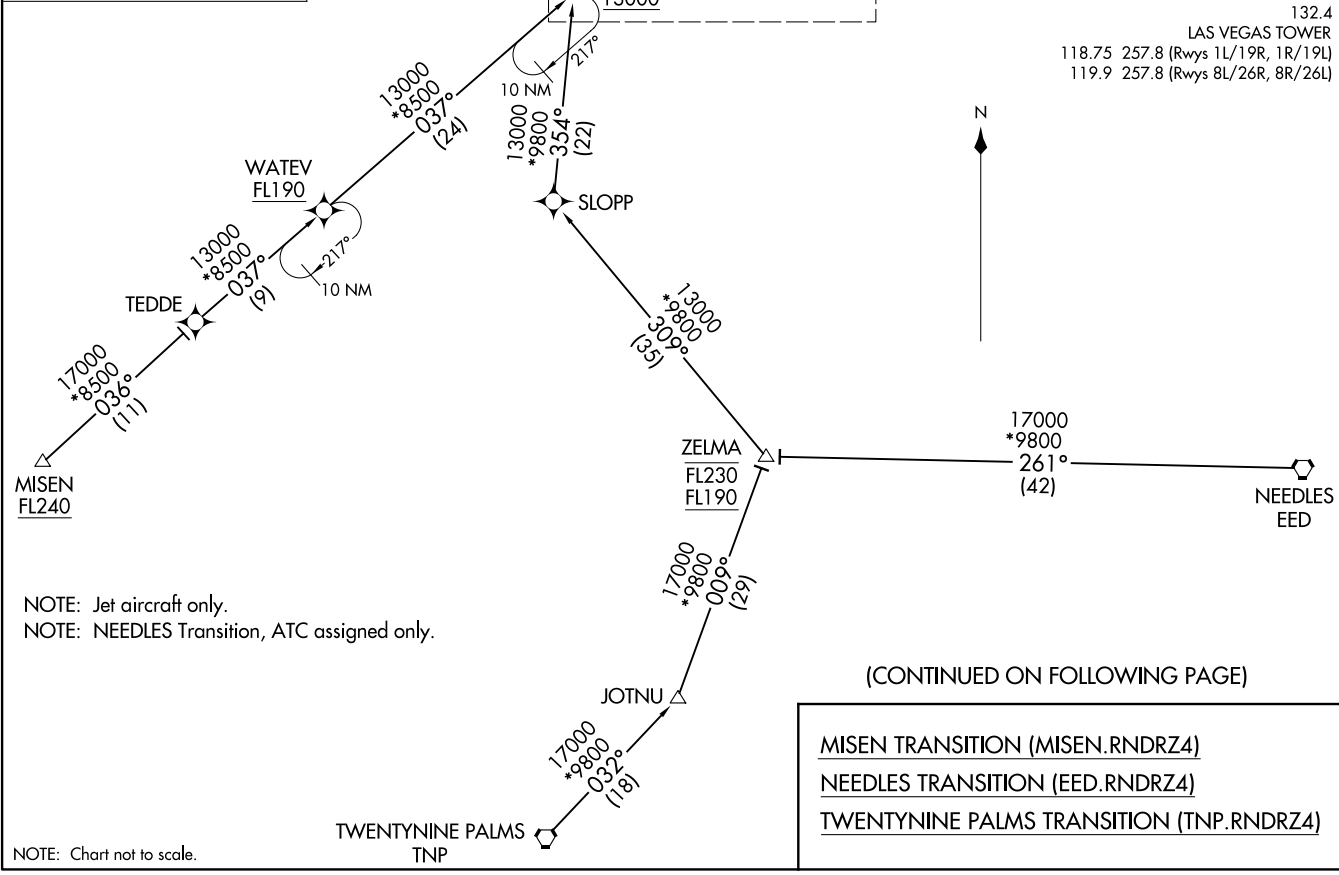 13000
132.4
LAS VEGAS TOWER
118.75 257.8 (Rwys 1L/19R, 1R/19L)
119.9 257.8 (Rwys 8L/26R, 8R/26L)
217°
10 NM
13000
*8500
037°
(24)
13000
*9800
354°
(22)
N
WATEV
FL190
SLOPP
217°
10 NM
13000
*8500
037°
(9)
TEDDE
13000
*9800
309°
(35)
17000
*8500
036°
(11)
MISEN
FL240
ZELMA
FL230
FL190
17000
*9800
261°
(42)
NEEDLES
EED
17000
*9800
009°
(29)
NOTE: Jet aircraft only.
NOTE: NEEDLES Transition, ATC assigned only.
JOTNU
(CONTINUED ON FOLLOWING PAGE)
17000
*9800
032°
(18)
MISEN TRANSITION (MISEN.RNDRZ4)
NEEDLES TRANSITION (EED.RNDRZ4)
TWENTYNINE PALMS TRANSITION (TNP.RNDRZ4)
TWENTYNINE PALMS
TNP
NOTE: Chart not to scale.